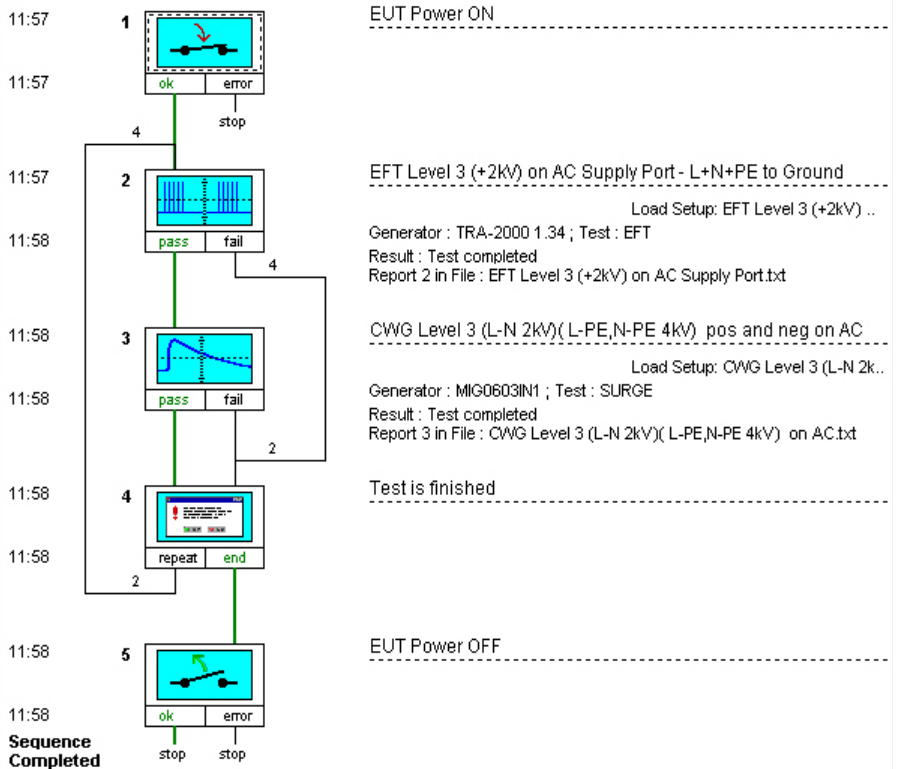 11:57
1
EUT Power ON
11:57
ok error
stop
4
11:57
2
EFT Level 3 (+2kV) on AC Supply Port - L+N+PE to Ground
Load Setup: EFT Level 3 (+2kV) ..
11:58
pass fail
Generator : TRA-2000 1.34 ; Test : EFT
Result : Test completed
Report 2 in File : EFT Level 3 (+2kV) on AC Supply Port.txt
4
11:58
3
CWG Level 3 (L-N 2kV)( L-PE,N-PE 4kV) pos and neg on AC
Load Setup: CWG Level 3 (L-N 2k..
11:58
pass fail
Generator : MIG0603IN1 ; Test : SURGE
Result : Test completed
Report 3 in File : CWG Level 3 (L-N 2kV)( L-PE,N-PE 4kV) on AC.txt
2
11:58
4
Test is finished
11:58
repeat end
2
11:58
5
EUT Power OFF
11:58
ok error
Sequence
Completed
stop stop